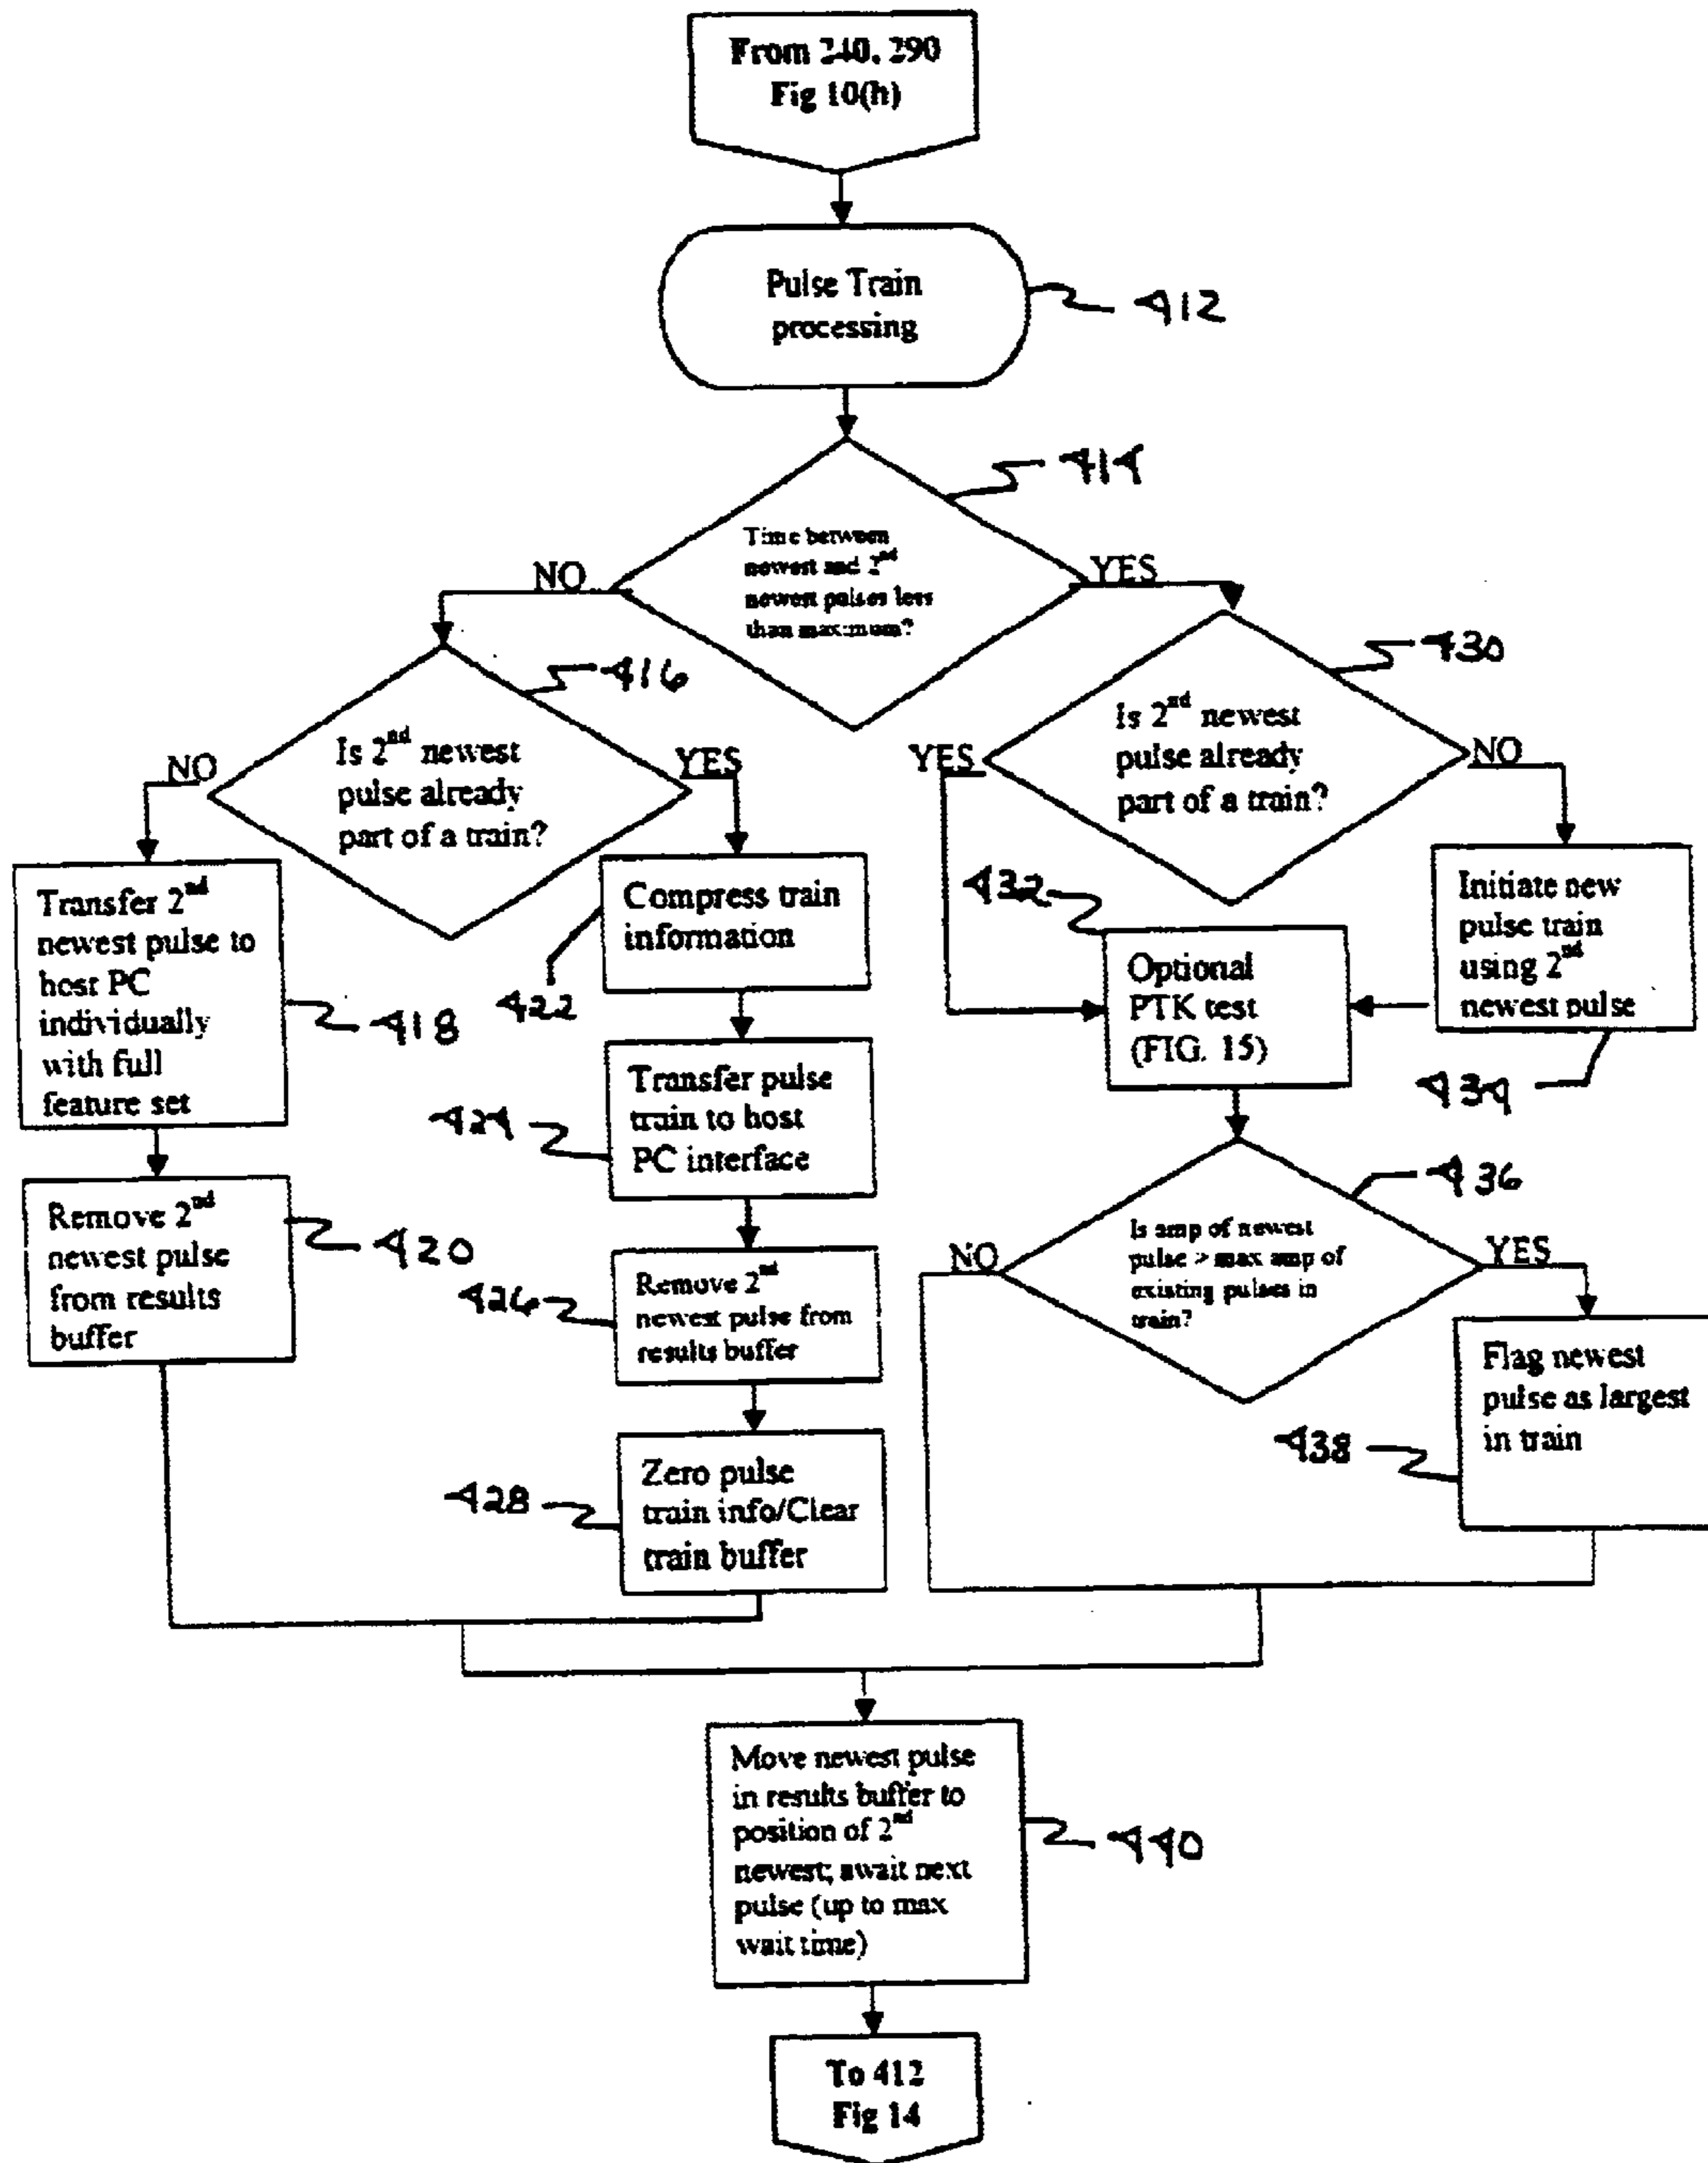 From 240, 290
Fig 10(h)
Pulse Train
processing
412
414
Time between
newest and 2nd
newest pulses less
than maximum?
NO
YES
416
430
Is 2nd newest
pulse already
part of a train?
NO
YES
Is 2nd newest
pulse already
part of a train?
YES
NO
Transfer 2nd
newest pulse to
host PC
individually
with full
feature set
418
Compress train
information
422
432
Optional
PTK test
(FIG. 15)
Initiate new
pulse train
using 2nd
newest pulse
434
Transfer pulse
train to host
PC interface
424
Remove 2nd
newest pulse
from results
buffer
420
426
Remove 2nd
newest pulse from
results buffer
436
Is amp of newest
pulse > max amp of
existing pulses in
train?
NO
YES
Flag newest
pulse as largest
in train
438
428
Zero pulse
train info/Clear
train buffer
Move newest pulse
in results buffer to
position of 2nd
newest; await next
pulse (up to max
wait time)
440
To 412
Fig 14